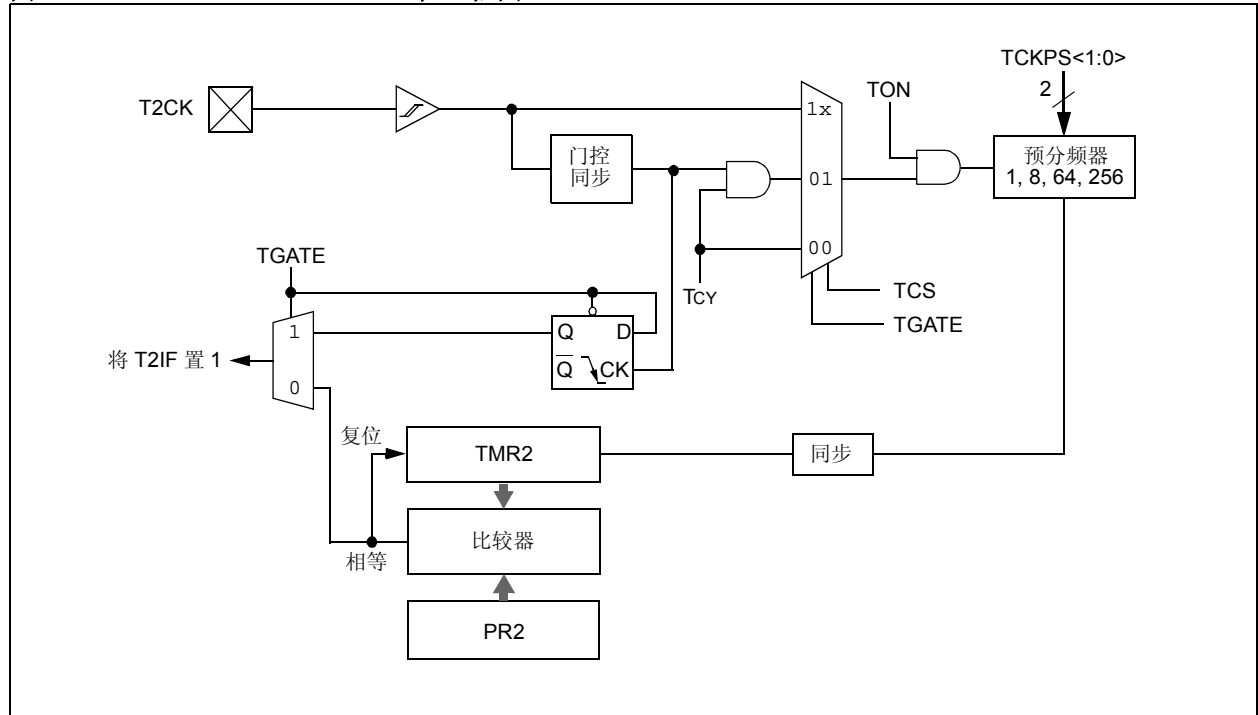 TCKPS<1:0>
2
T2CK
TON
1x
门控
同步
01
00
预分频器
1, 8, 64, 256
TGATE
TCY
TCS
TGATE
1
0
将 T2IF 置 1
Q
D
Q
CK
复位
TMR2
同步
比较器
相等
PR2